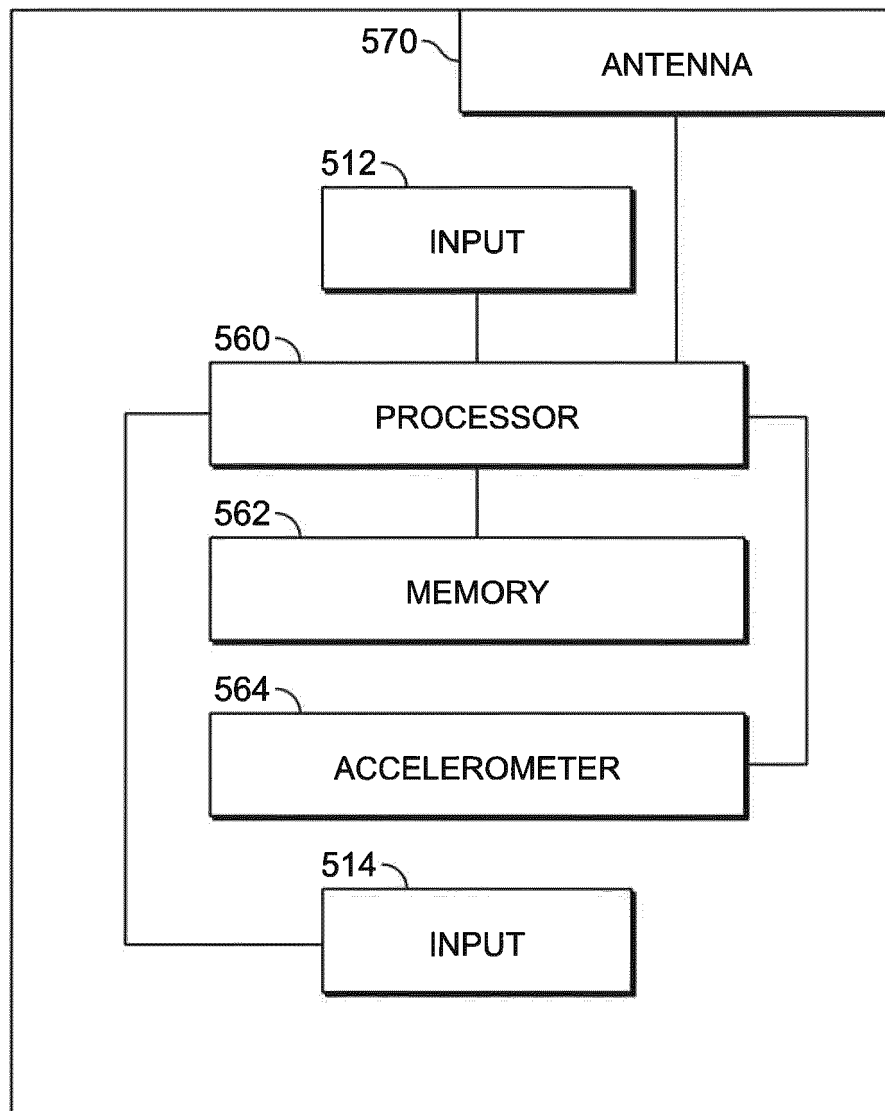 570
ANTENNA
512
INPUT
560
PROCESSOR
562
MEMORY
564
ACCELEROMETER
514
INPUT